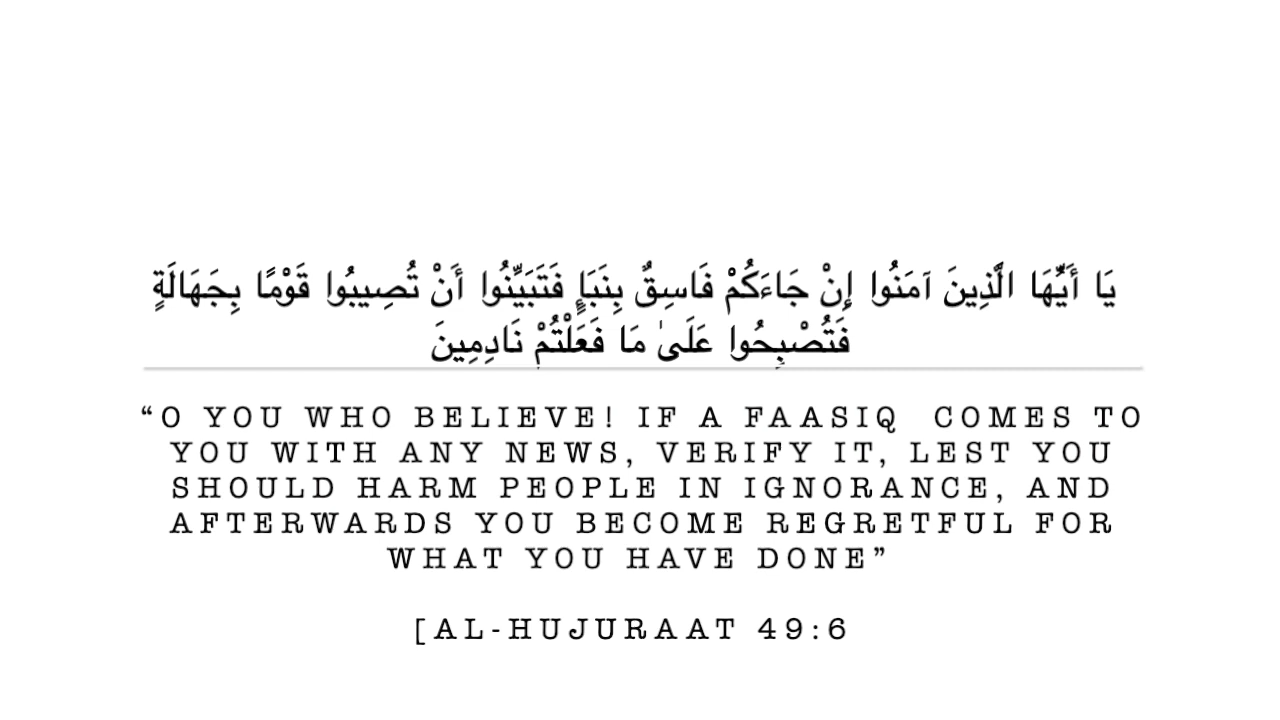 يَا أَيُّهَا الَّذِينَ آمَنُوا إِنْ جَاءَكُمْ فَاسِقٌ بِنَبَإٍ فَتَبَيَّنُوا أَنْ تُصِيبُوا قَوْمًا بِجَهَالَةٍ
فَتُصْبِحُوا عَلَىٰ مَا فَعَلْتُمْ نَادِمِينَ
“O YOU WHO BELIEVE! IF A FAASIQ COMES TO
YOU WITH ANY NEWS, VERIFY IT, LEST YOU
SHOULD HARM PEOPLE IN IGNORANCE, AND
AFTERWARDS YOU BECOME REGRETFUL FOR
WHAT YOU HAVE DONE”
[AL-HUJURAAT 49:6